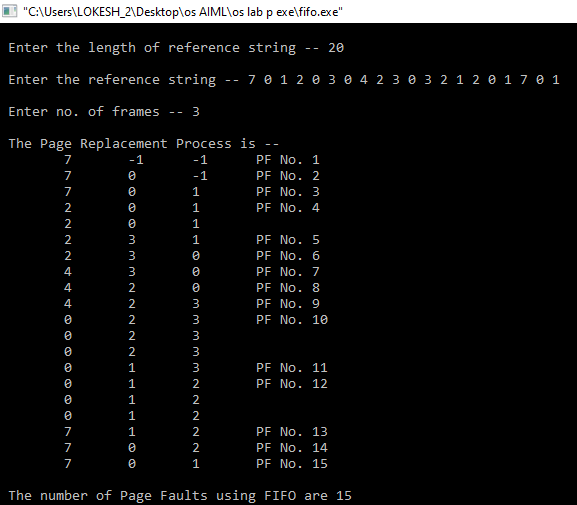 "C:\Users\LOKESH_2\Desktop\os AIML\os lab p exe\fifo.exe"
Enter the length of reference string -- 20
Enter the reference string -- 7 0 1 2 0 3 0 4 2 3 0 3 2 1 2 0 1 7 0 1
Enter no. of frames -- 3
The Page Replacement Process is --
7 -1 -1 PF No. 1
7 0 -1 PF No. 2
7 0 1 PF No. 3
2 0 1 PF No. 4
2 0 1
2 3 1 PF No. 5
2 3 0 PF No. 6
4 3 0 PF No. 7
4 2 0 PF No. 8
4 2 3 PF No. 9
0 2 3 PF No. 10
0 2 3
0 2 3
0 1 3 PF No. 11
0 1 2 PF No. 12
0 1 2
0 1 2
7 1 2 PF No. 13
7 0 2 PF No. 14
7 0 1 PF No. 15
The number of Page Faults using FIFO are 15